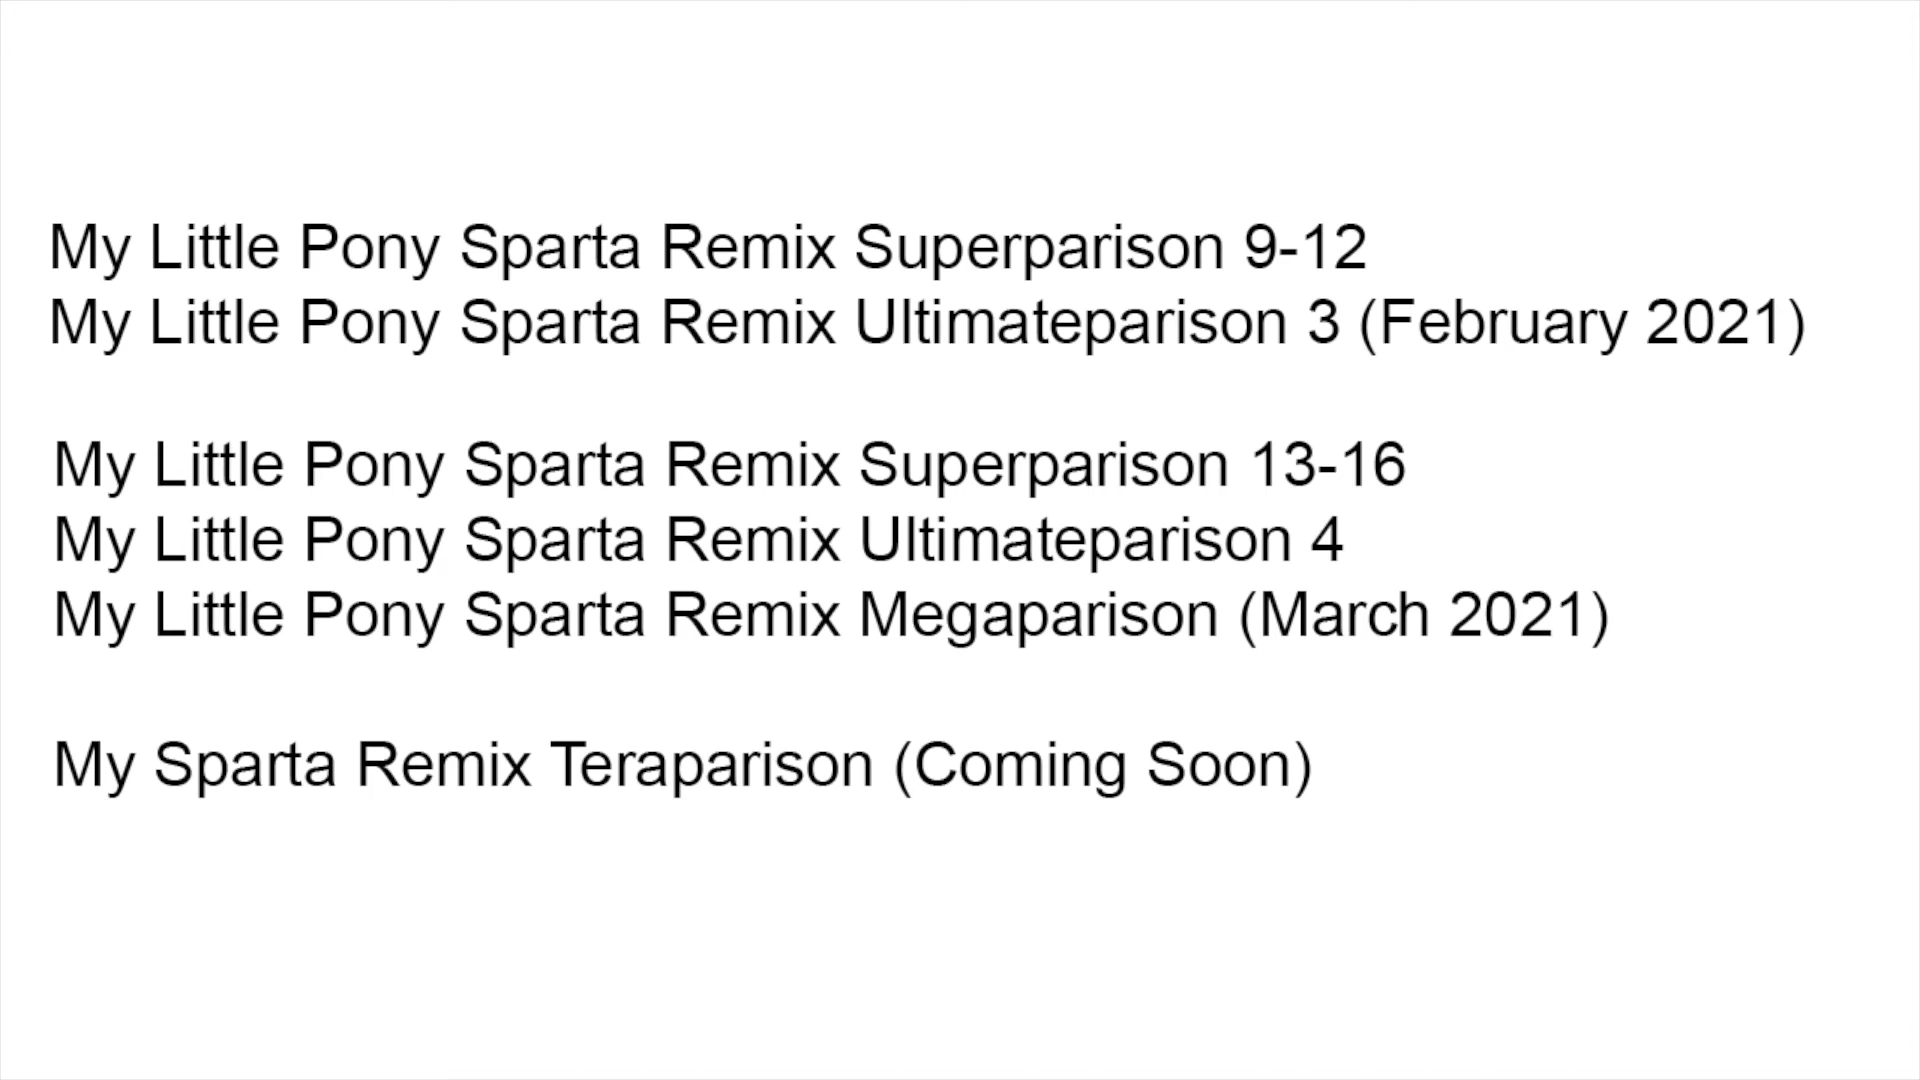 My Little Pony Sparta Remix Superparison 9-12
My Little Pony Sparta Remix Ultimateparison 3 (February 2021)
My Little Pony Sparta Remix Superparison 13-16
My Little Pony Sparta Remix Ultimateparison 4
My Little Pony Sparta Remix Megaparison (March 2021)
My Sparta Remix Teraparison (Coming Soon)